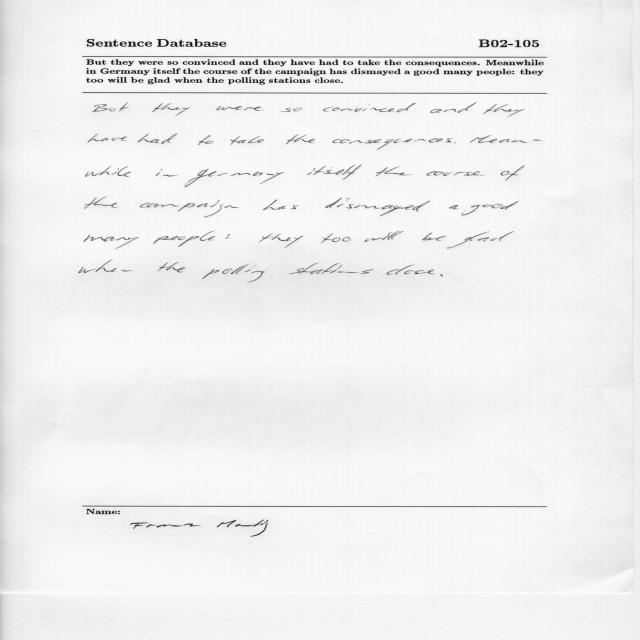 Sentence Database B02-105
But they were so convinced and they have had to take the consequences. Meanwhile
in Germany itself the course of the campaign has dismayed a good many people: they
too will be glad when the polling stations close.
But they were so convinced and they
have had to take the consequences. Mean-
while in Germany itself the course of
the campaign has dismayed a good
many people: they too will be glad
when the polling stations close.
Name: